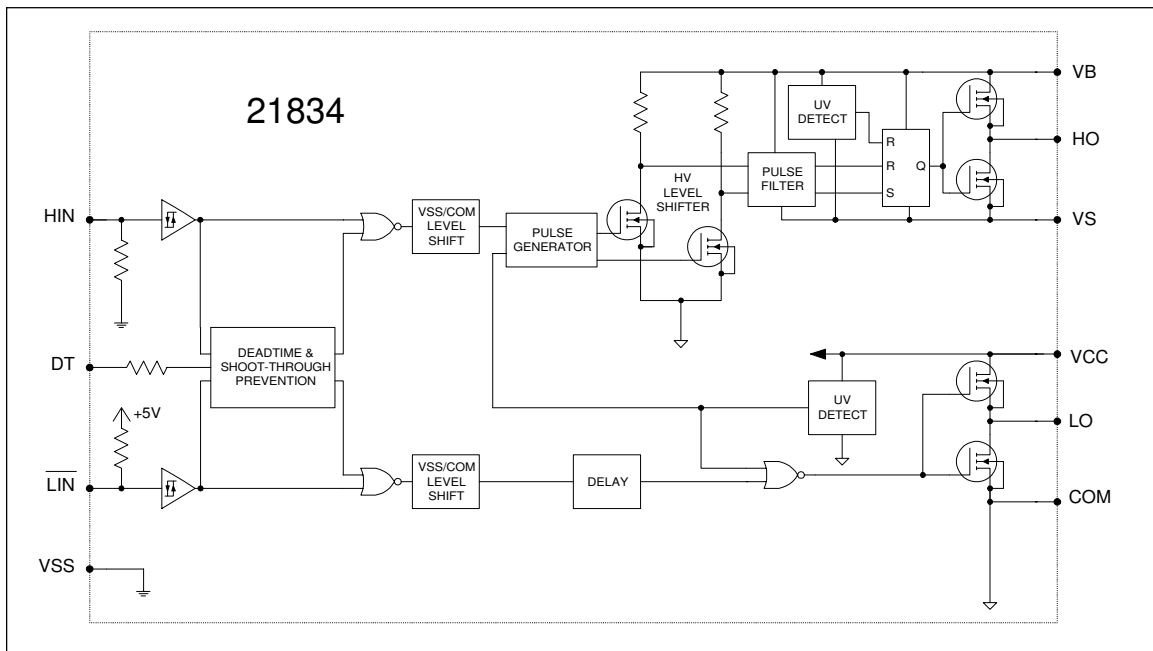 21834
VB
UV
DETECT
HO
R
R
Q
S
PULSE
FILTER
HV
LEVEL
SHIFTER
HIN
VSS/COM
LEVEL
SHIFT
PULSE
GENERATOR
VS
DT
DEADTIME &
SHOOT-THROUGH
PREVENTION
VCC
UV
DETECT
+5V
LO
LIN
VSS/COM
LEVEL
SHIFT
DELAY
COM
VSS